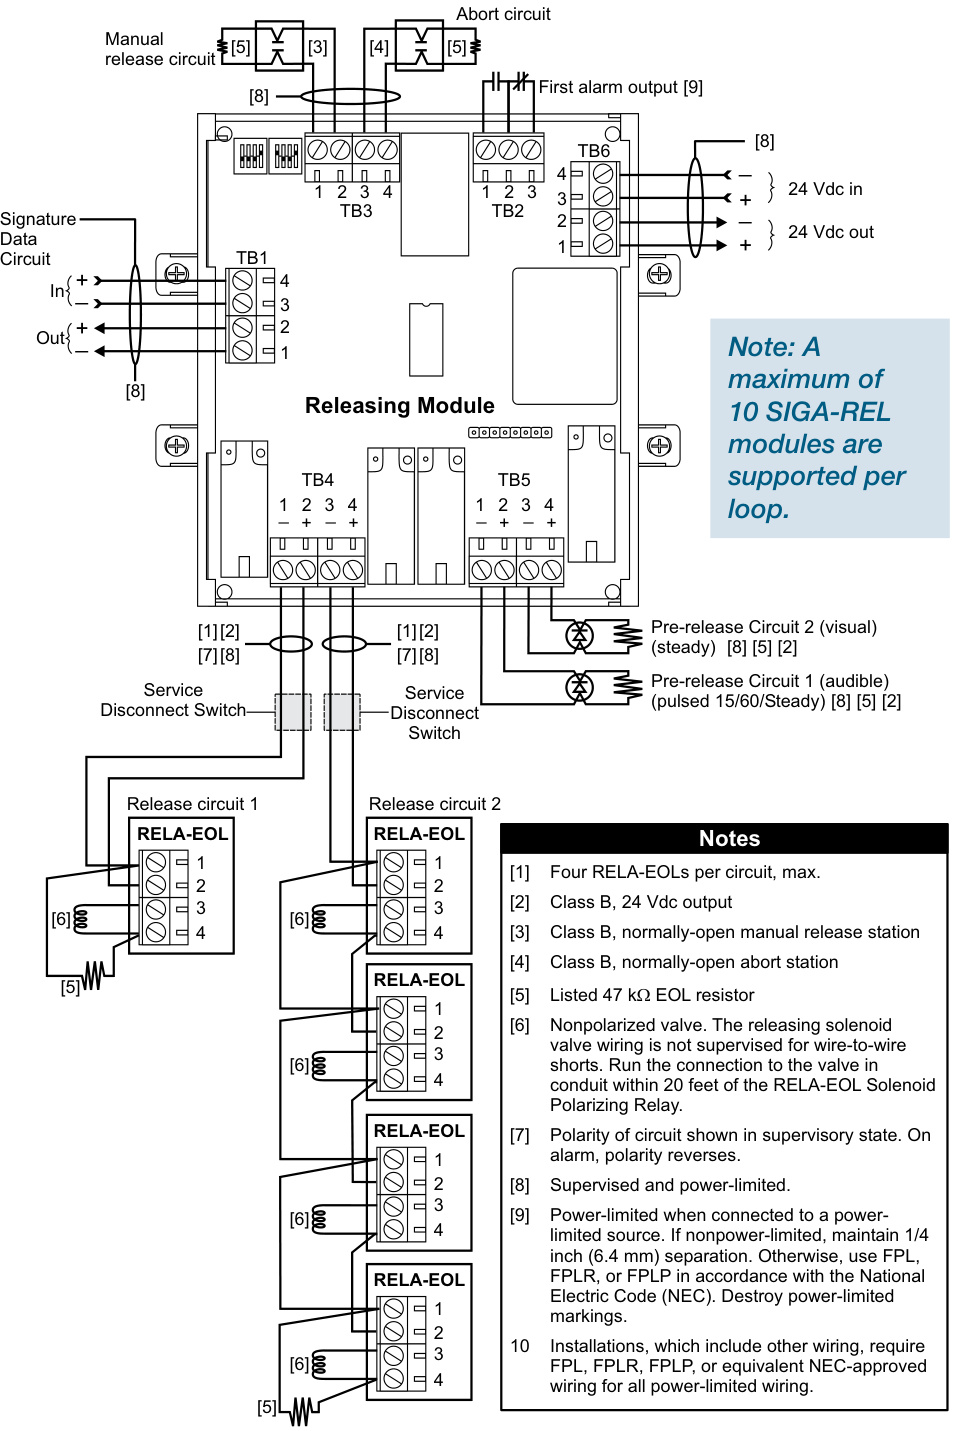 Abort circuit
Manual
release circuit
[5]
[3]
[4]
[5]
[8]
First alarm output [9]
[8]
TB6
4
3
2
1
– 
+
24 Vdc in
–
+
24 Vdc out
1 2 3 4
TB3
1 2 3
TB2
Signature
Data
Circuit
TB1
In
+
–
Out
+
–
4
3
2
1
[8]
Releasing Module
Note: A
maximum of
10 SIGA-REL
modules are
supported per
loop.
TB4
1 2 3 4
– + – +
TB5
1 2 3 4
– + – +
[1] [2]
[7] [8]
[1] [2]
[7] [8]
Pre-release Circuit 2 (visual)
(steady) [8] [5] [2]
Pre-release Circuit 1 (audible)
(pulsed 15/60/Steady) [8] [5] [2]
Service
Disconnect Switch
Service
Disconnect
Switch
Release circuit 1
RELA-EOL
1
2
3
4
[6]
[5]
Release circuit 2
RELA-EOL
1
2
3
4
[6]
RELA-EOL
1
2
3
4
[6]
RELA-EOL
1
2
3
4
[6]
RELA-EOL
1
2
3
4
[6]
[5]
Notes
[1] Four RELA-EOLs per circuit, max.
[2] Class B, 24 Vdc output
[3] Class B, normally-open manual release station
[4] Class B, normally-open abort station
[5] Listed 47 kΩ EOL resistor
[6] Nonpolarized valve. The releasing solenoid
valve wiring is not supervised for wire-to-wire
shorts. Run the connection to the valve in
conduit within 20 feet of the RELA-EOL Solenoid
Polarizing Relay.
[7] Polarity of circuit shown in supervisory state. On
alarm, polarity reverses.
[8] Supervised and power-limited.
[9] Power-limited when connected to a power-
limited source. If nonpower-limited, maintain 1/4
inch (6.4 mm) separation. Otherwise, use FPL,
FPLR, or FPLP in accordance with the National
Electric Code (NEC). Destroy power-limited
markings.
10 Installations, which include other wiring, require
FPL, FPLR, FPLP, or equivalent NEC-approved
wiring for all power-limited wiring.